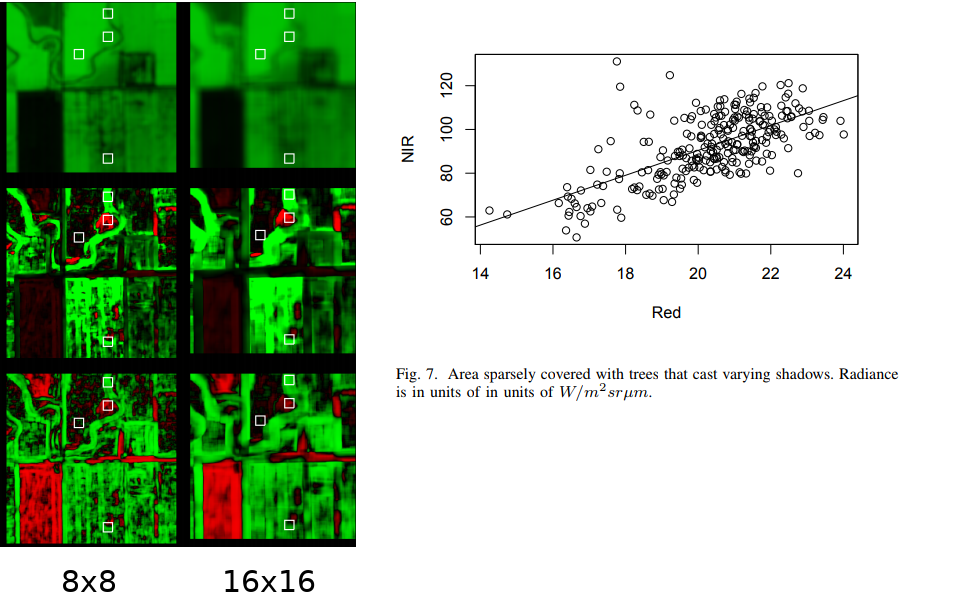 8x8 16x16
120
100
80
60
NIR
14 16 18 20 22 24
Red
Fig. 7. Area sparsely covered with trees that cast varying shadows. Radiance
is in units of in units of W/m²srμm.